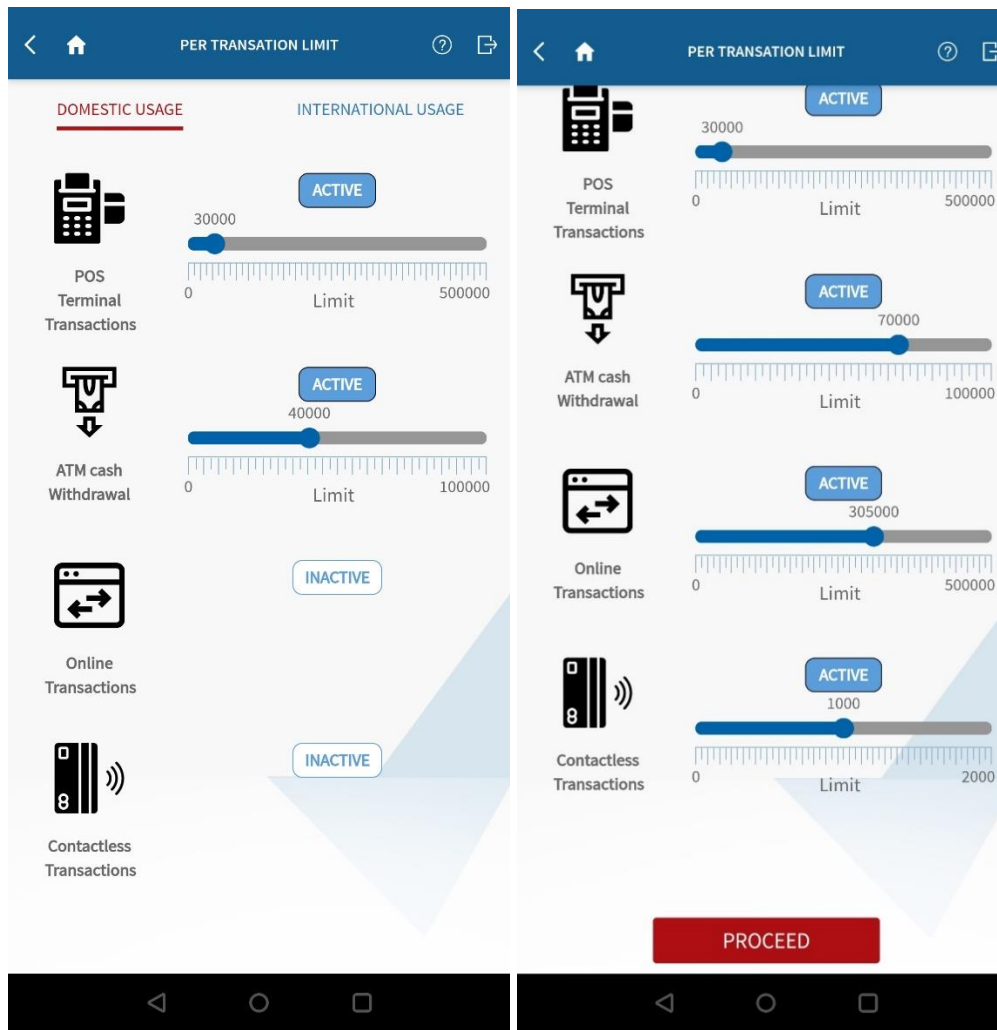 PER TRANSATION LIMIT
DOMESTIC USAGE
INTERNATIONAL USAGE
ACTIVE
30000
POS
Terminal
Transactions
0
Limit
500000
ACTIVE
40000
ATM cash
Withdrawal
0
Limit
100000
INACTIVE
Online
Transactions
INACTIVE
Contactless
Transactions
PER TRANSATION LIMIT
ACTIVE
30000
POS
Terminal
Transactions
0
Limit
500000
ACTIVE
70000
ATM cash
Withdrawal
0
Limit
100000
ACTIVE
305000
Online
Transactions
0
Limit
500000
ACTIVE
1000
Contactless
Transactions
0
Limit
2000
PROCEED